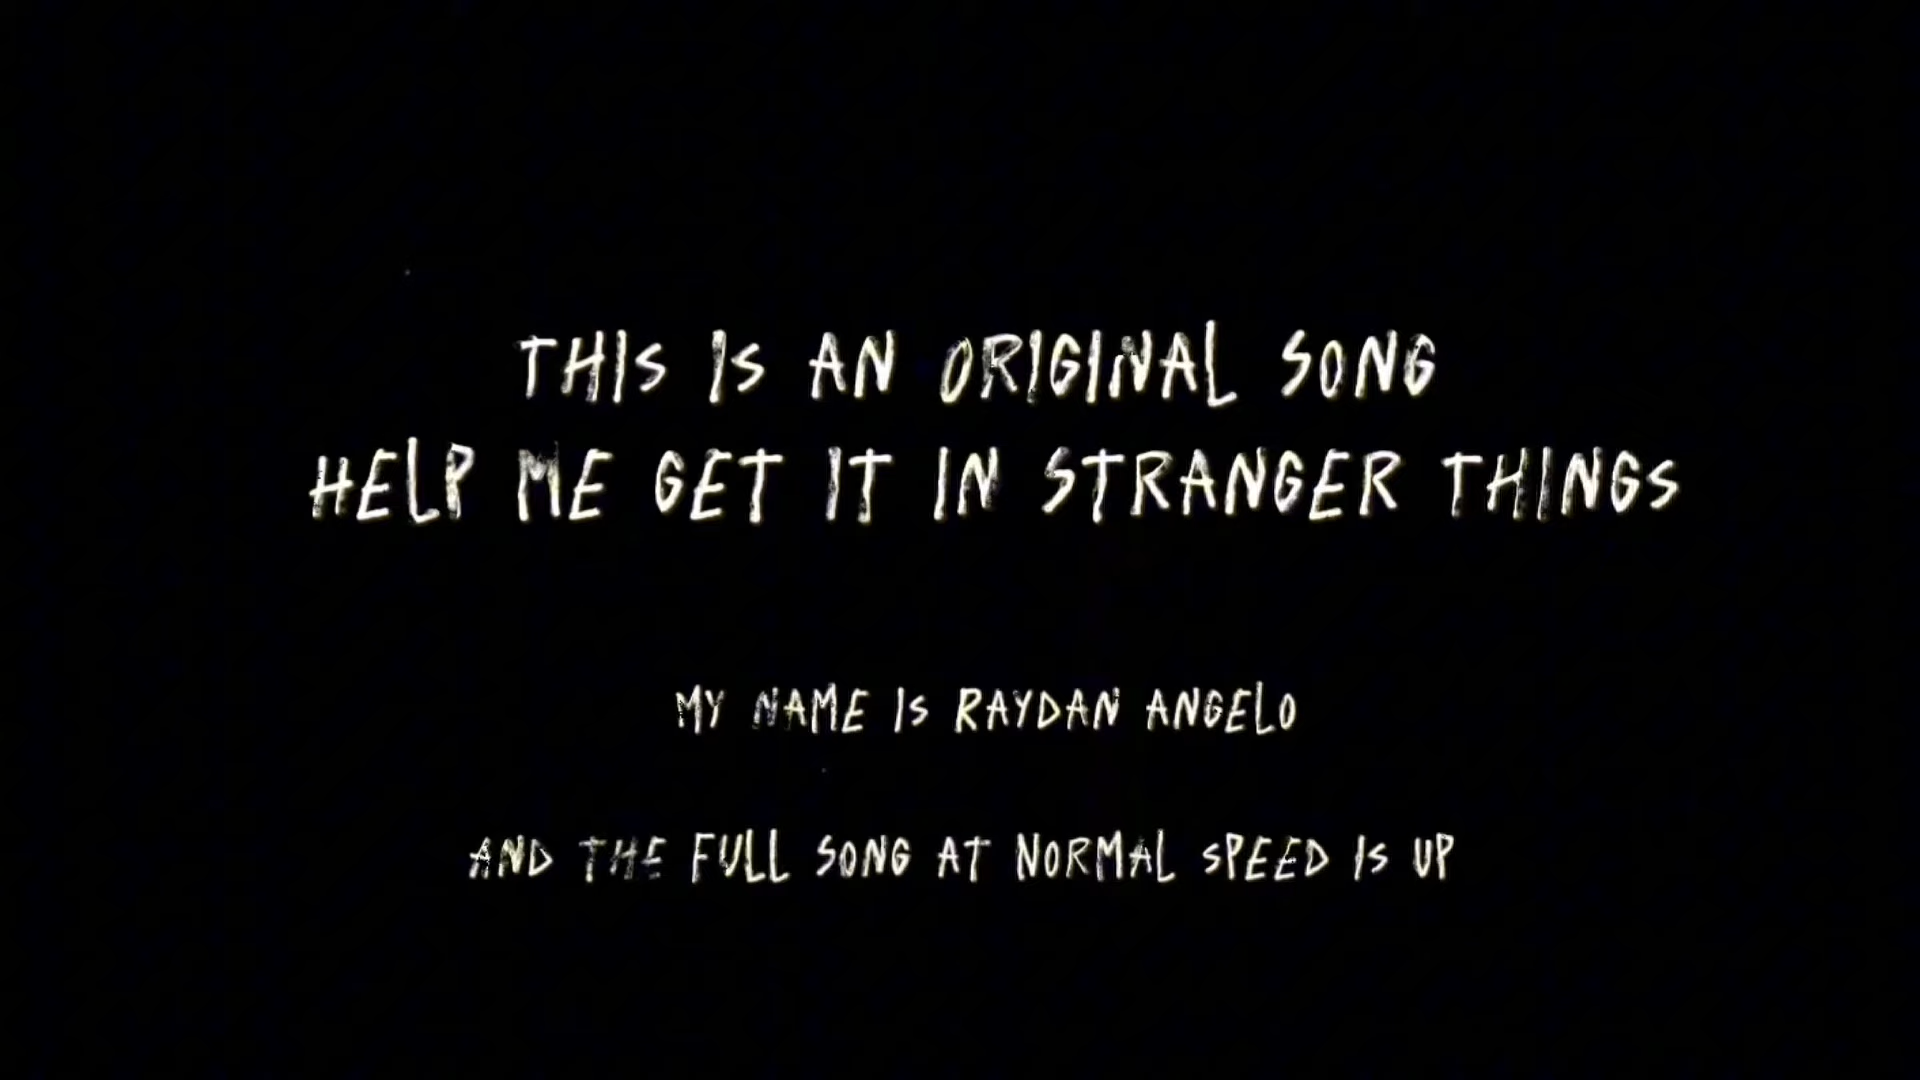 THIS IS AN ORIGINAL SONG
HELP ME GET IT IN STRANGER THINGS
MY NAME IS RAYDAN ANGELO
AND THE FULL SONG AT NORMAL SPEED IS UP